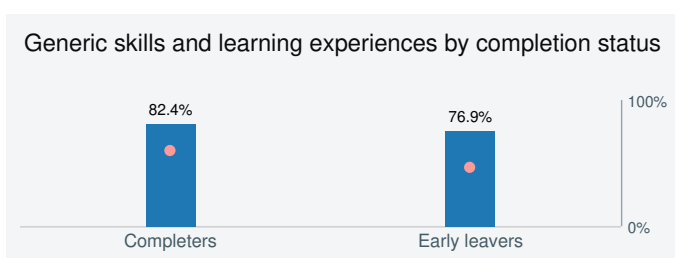 Generic skills and learning experiences by completion status
82.4%
76.9%
100%
0%
Completers
Early leavers